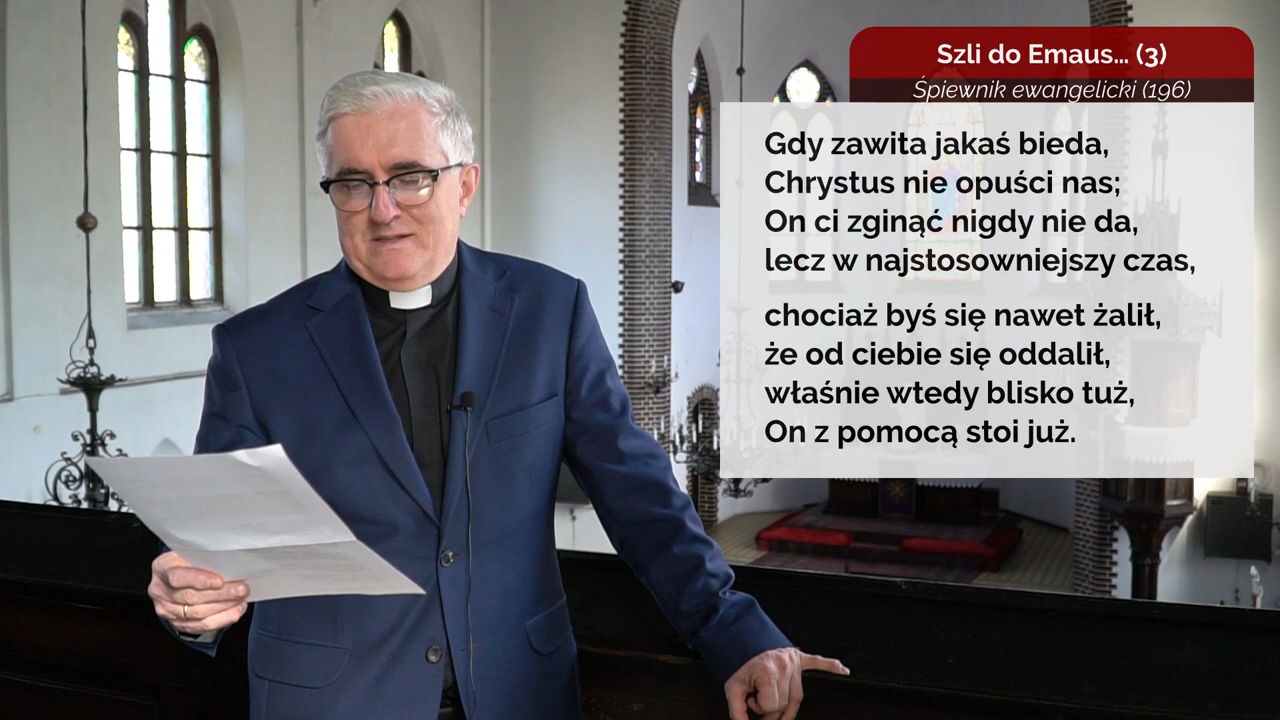 Szli do Emaus... (3)
Śpiewnik ewangelicki (196)
Gdy zawita jakaś bieda,
Chrystus nie opuści nas;
On ci zginąć nigdy nie da,
lecz w najstosowniejszy czas,
chociaż byś się nawet żalił,
że od ciebie się oddalił,
właśnie wtedy blisko tuż,
On z pomocą stoi już.